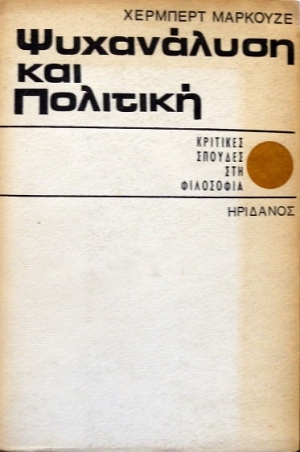 ΧΕΡΜΠΕΡΤ ΜΑΡΚΟΥΖΕ
Ψυχανάλυση
και
Πολιτική
ΚΡΙΤΙΚΕΣ
ΣΠΟΥΔΕΣ
ΣΤΗ
ΦΙΛΟΣΟΦΙΑ
ΗΡΙΔΑΝΟΣ